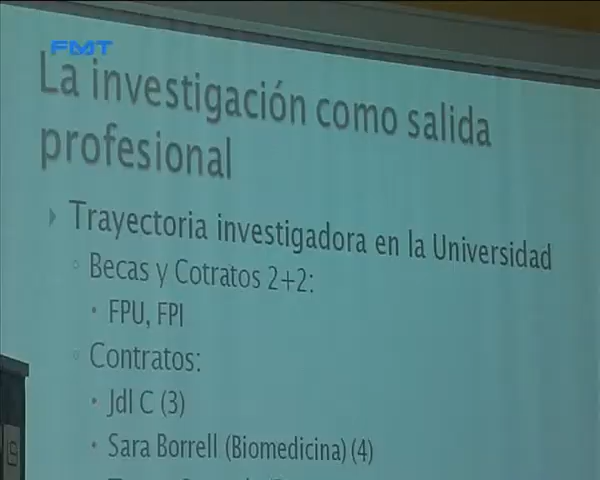 FMT
La investigación como salida
profesional
Trayectoria investigadora en la Universidad
Becas y Cotratos 2+2:
• FPU, FPI
Contratos:
• JdI C (3)
• Sara Borrell (Biomedicina) (4)